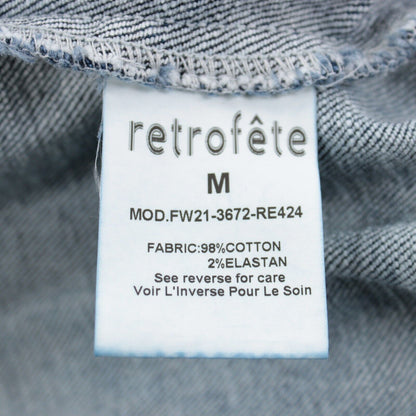 retrofête
M
MOD.FW21-3672-RE424
FABRIC:98%COTTON
2%ELASTAN
See reverse for care
Voir L'Inverse Pour Le Soin